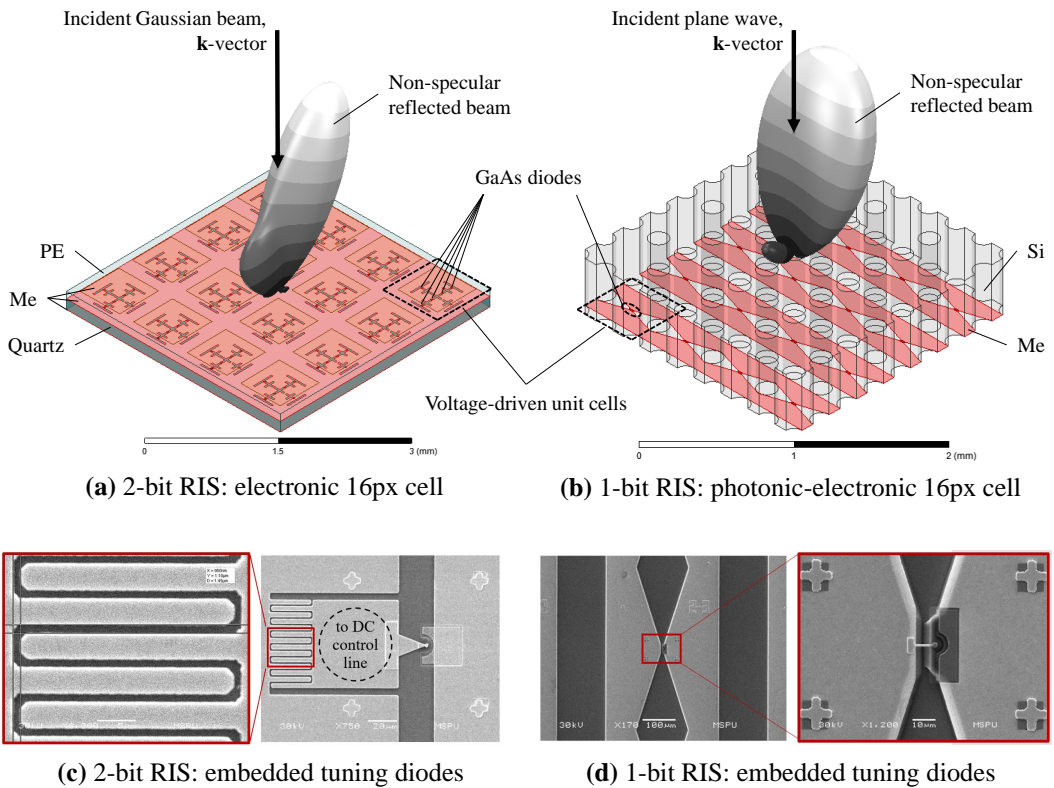 Incident Gaussian beam,
k-vector
Non-specular
reflected beam
GaAs diodes
PE
Me
Quartz
Voltage-driven unit cells
0 1.5 3 (mm)
(a) 2-bit RIS: electronic 16px cell
Incident plane wave,
k-vector
Non-specular
reflected beam
Si
Me
0 1 2 (mm)
(b) 1-bit RIS: photonic-electronic 16px cell
to DC
control
line
30kV X750 20µm MSPU
(c) 2-bit RIS: embedded tuning diodes
30kV X170 100µm MSPU
30kV X1,200 10µm MSPU
(d) 1-bit RIS: embedded tuning diodes